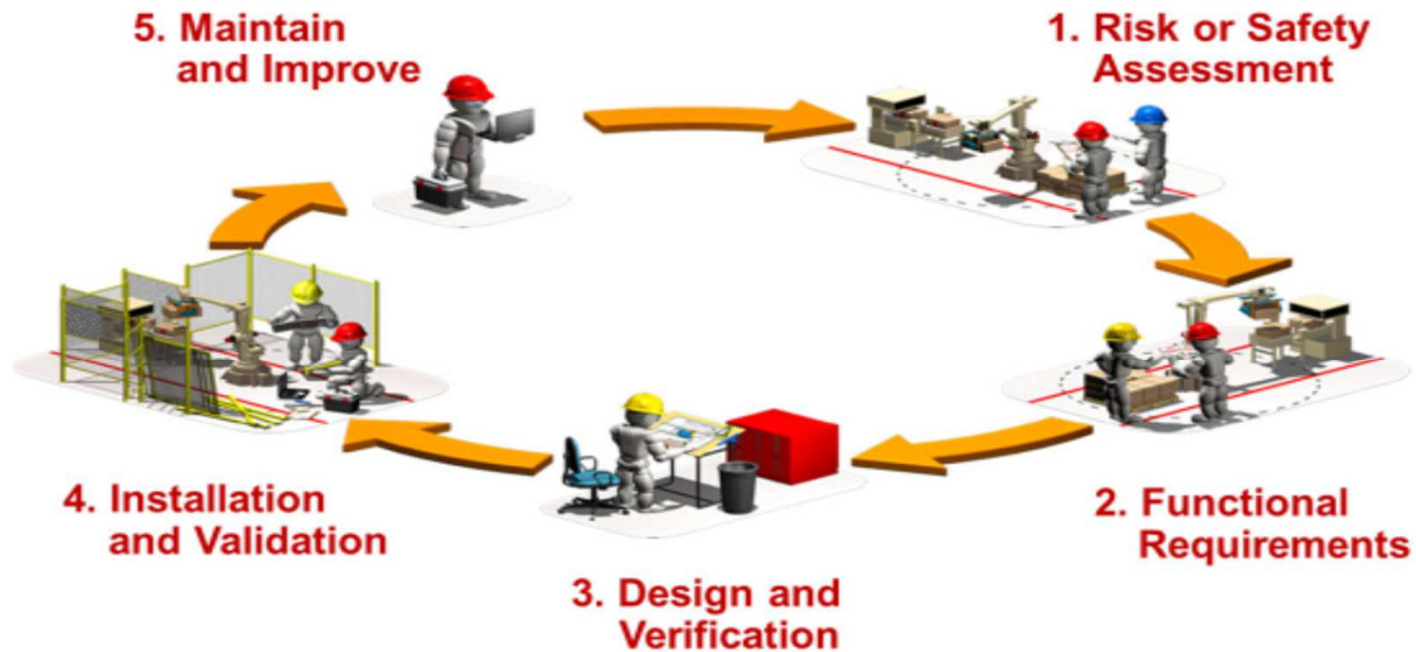 5. Maintain
and Improve
1. Risk or Safety
Assessment
2. Functional
Requirements
3. Design and
Verification
4. Installation
and Validation